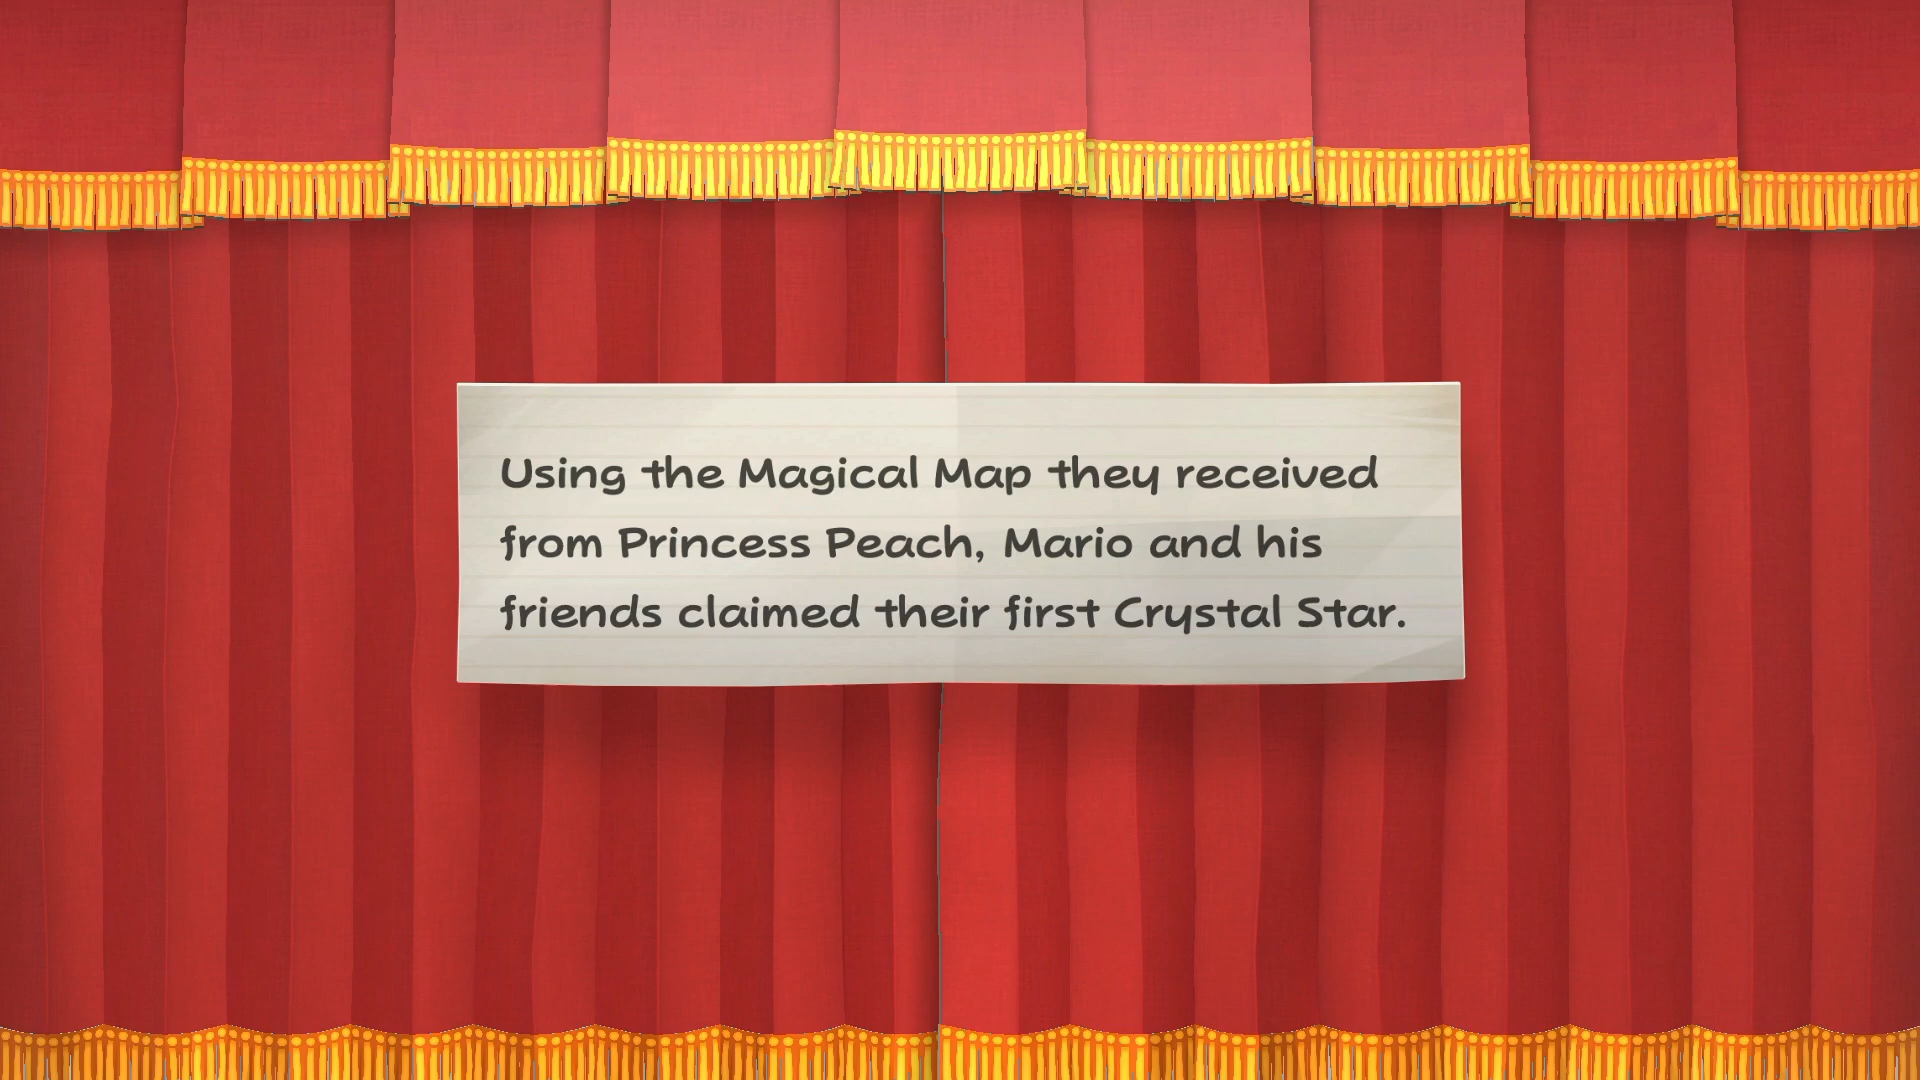 Using the Magical Map they received
from Princess Peach, Mario and his
friends claimed their first Crystal Star.